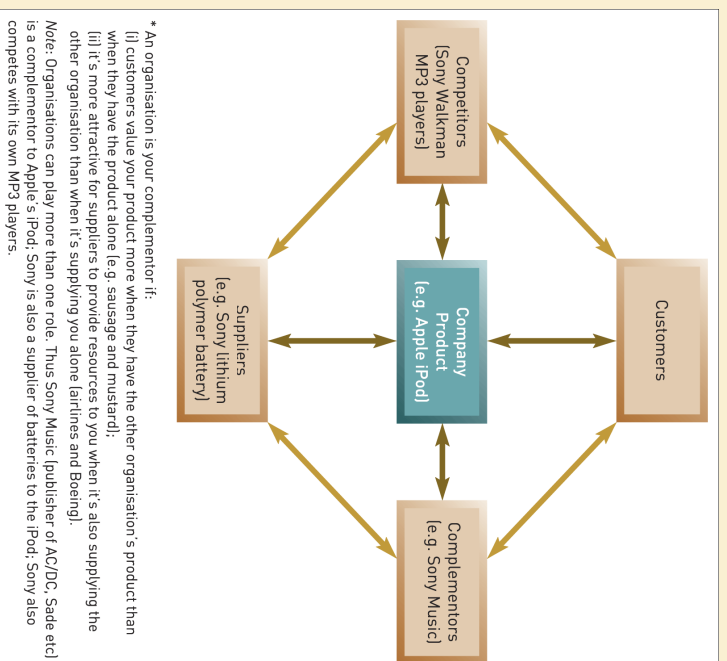 Customers
Competitors
(Sony Walkman
MP3 players)
Company
Product
(e.g. Apple iPod)
Complementors
(e.g. Sony Music)
Suppliers
(e.g. Sony lithium
polymer battery)
* An organisation is your complementor if:
(i) customers value your product more when they have the other organisation's product than
when they have the product alone (e.g. sausage and mustard);
(ii) it's more attractive for suppliers to provide resources to you when it's also supplying the
other organisation than when it's supplying you alone (airlines and Boeing).
Note: Organisations can play more than one role. Thus Sony Music (publisher of AC/DC, Sade etc)
is a complementor to Apple's iPod; Sony is also a supplier of batteries to the iPod; Sony also
competes with its own MP3 players.